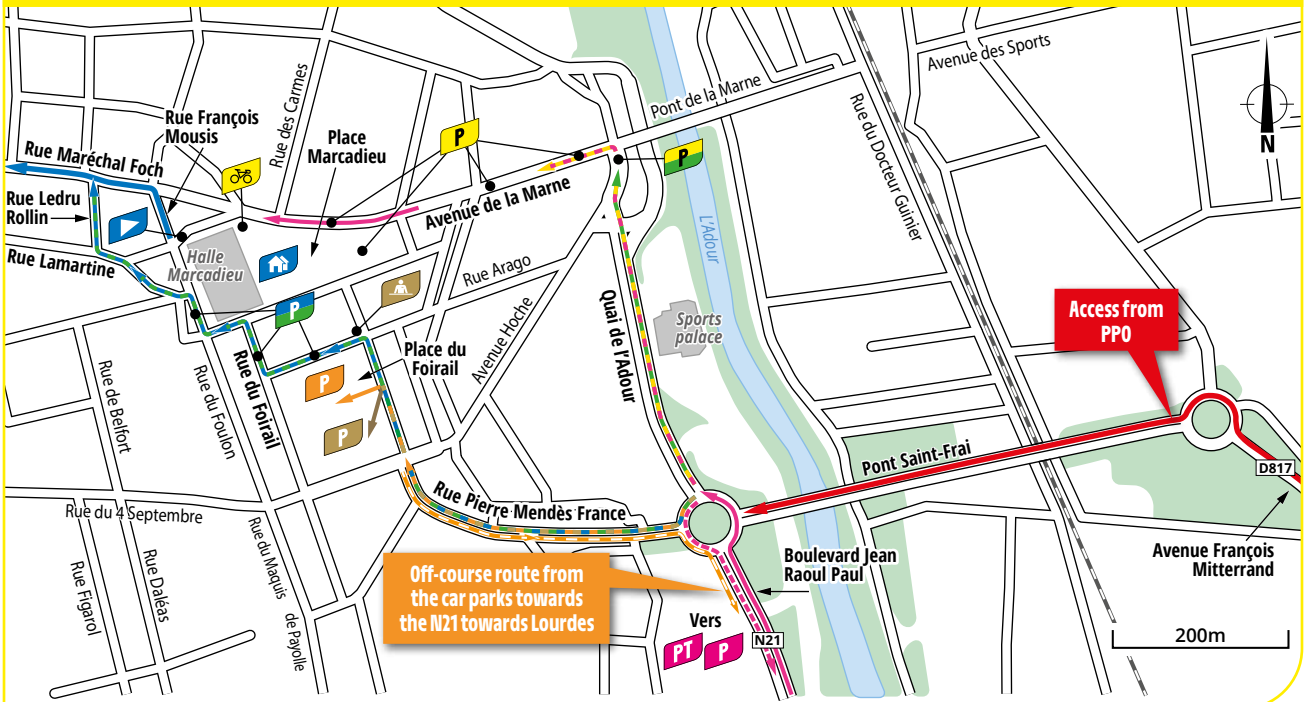 Avenue des Sports
Pont de la Marne
Rue du Docteur Guinier
N
Rue des Carmes
Rue François
Mousis
Place
Marcadieu
P
P
Rue Maréchal Foch
Rue Ledru
Rollin
Avenue de la Marne
L'Adour
Halle
Marcadieu
Rue Lamartine
Rue Arago
P
Quai de l'Adour
Sports
palace
Access from
PPO
Avenue Hoche
Place du
Foirail
P
P
Rue de Belfort
Rue du Foulon
Rue du Foirail
Pont Saint-Frai
D817
Rue Pierre Mendès France
Rue du 4 Septembre
Rue Figarol
Rue Daléas
Rue du Maquis
de Payolle
Boulevard Jean
Raoul Paul
Avenue François
Mitterrand
Off-course route from
the car parks towards
the N21 towards Lourdes
Vers
PT
P
N21
200m